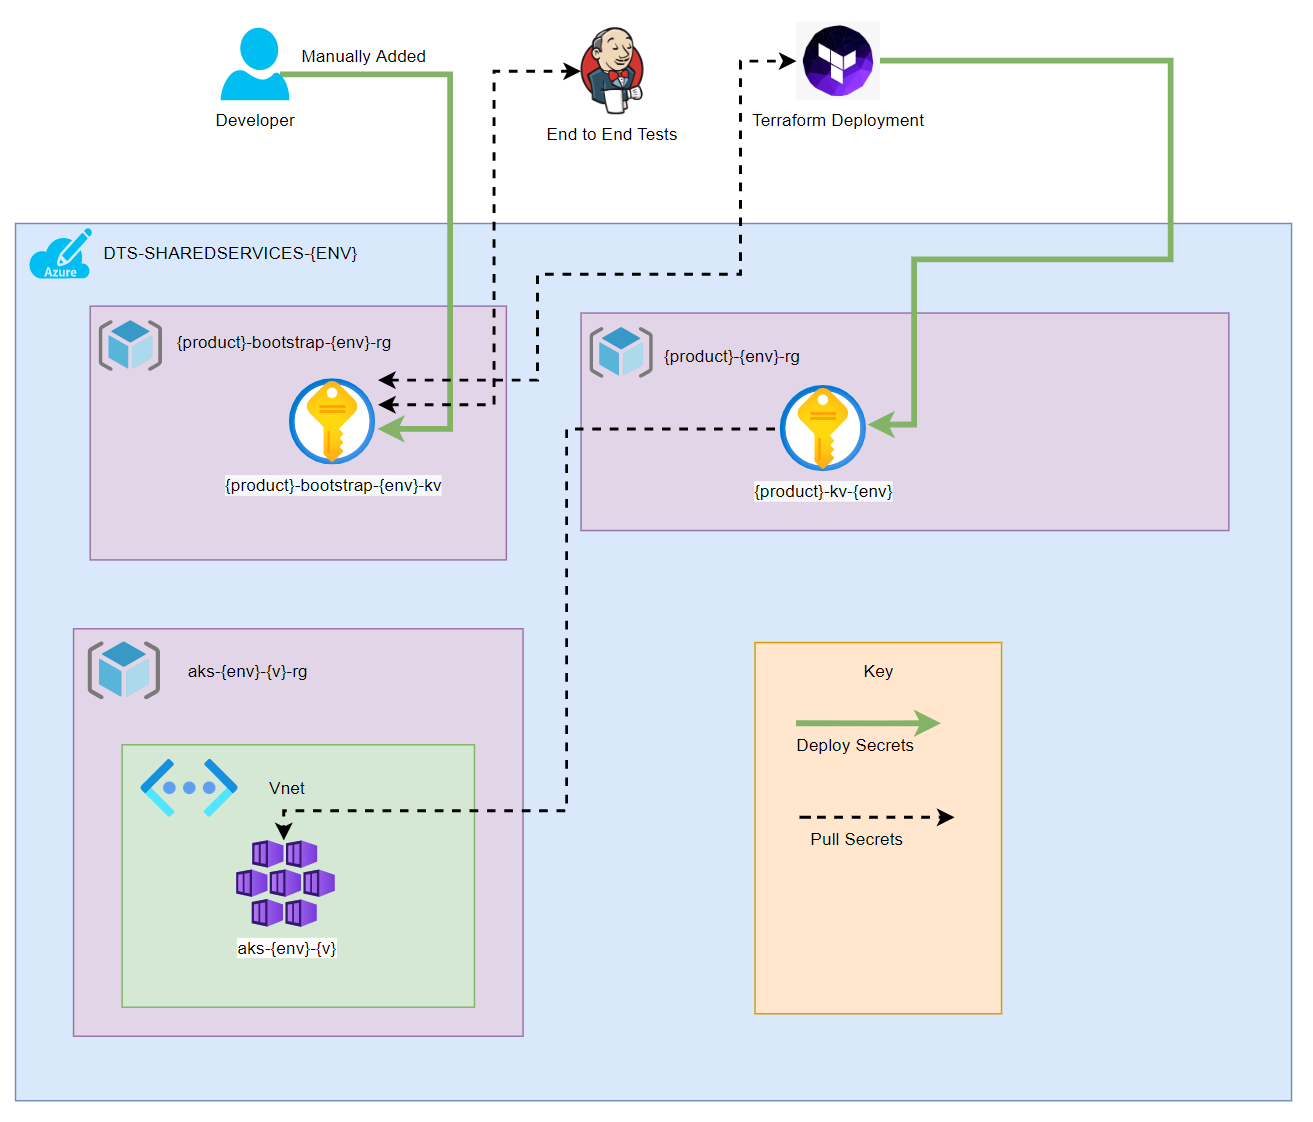 Manually Added
Developer
End to End Tests
Terraform Deployment
Azure
DTS-SHAREDSERVICES-{ENV}
{product}-bootstrap-{env}-rg
{product}-{env}-rg
{product}-bootstrap-{env}-kv
{product}-kv-{env}
aks-{env}-{v}-rg
Key
Deploy Secrets
Vnet
Pull Secrets
aks-{env}-{v}